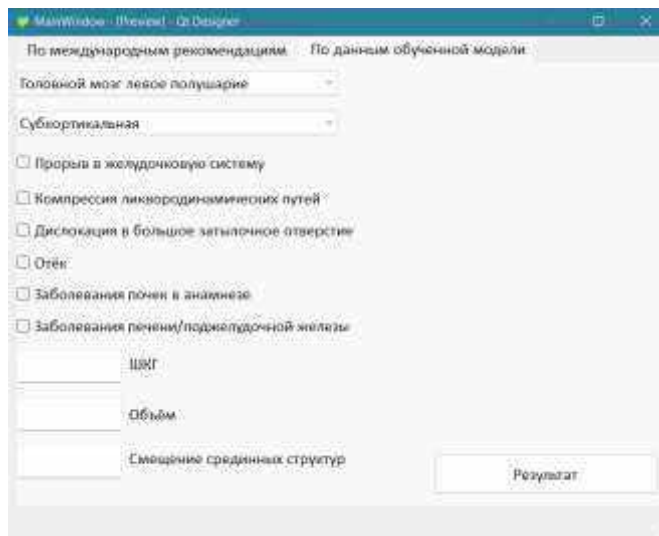 MainWindow - [Preview] - Qt Designer
По международным рекомендациям По данным обученной модели
Головной мозг левое полушарие
Субкортикальная
Прорыв в желудочковую систему
Компрессия ликвородинамических путей
Дислокация в большое затылочное отверстие
Отёк
Заболевания почек в анамнезе
Заболевания печени/поджелудочной железы
ШКГ
Объём
Смещение срединных структур
Результат